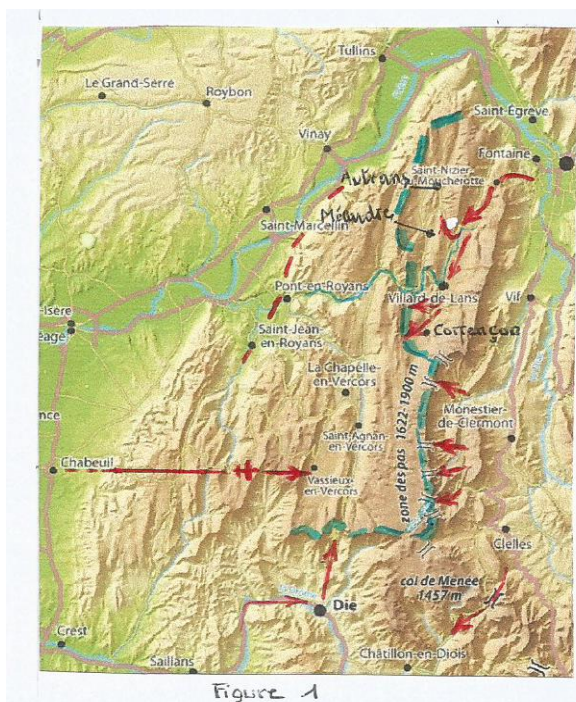 Tullins
Le Grand-Serre
Roybon
Saint-Égrève
Vinay
Fontaine
Autrans
Saint-Nizier
du Moucherotte
Méaudre
Saint-Marcellin
Pont-en-Royans
Villard-de-Lans
Vif
Isère
Saint-Jean
en-Royans
Corrençon
La Chapelle-
en-Vercors
zone des pas 1622-1900 m
Monestier-
de-Clermont
Saint-Agnan-
en-Vercors
Chabeuil
Vassieux-
en-Vercors
Clelles
col de Menée
1457 m
Die
Crest
Saillans
Châtillon-en-Diois
Figure 1